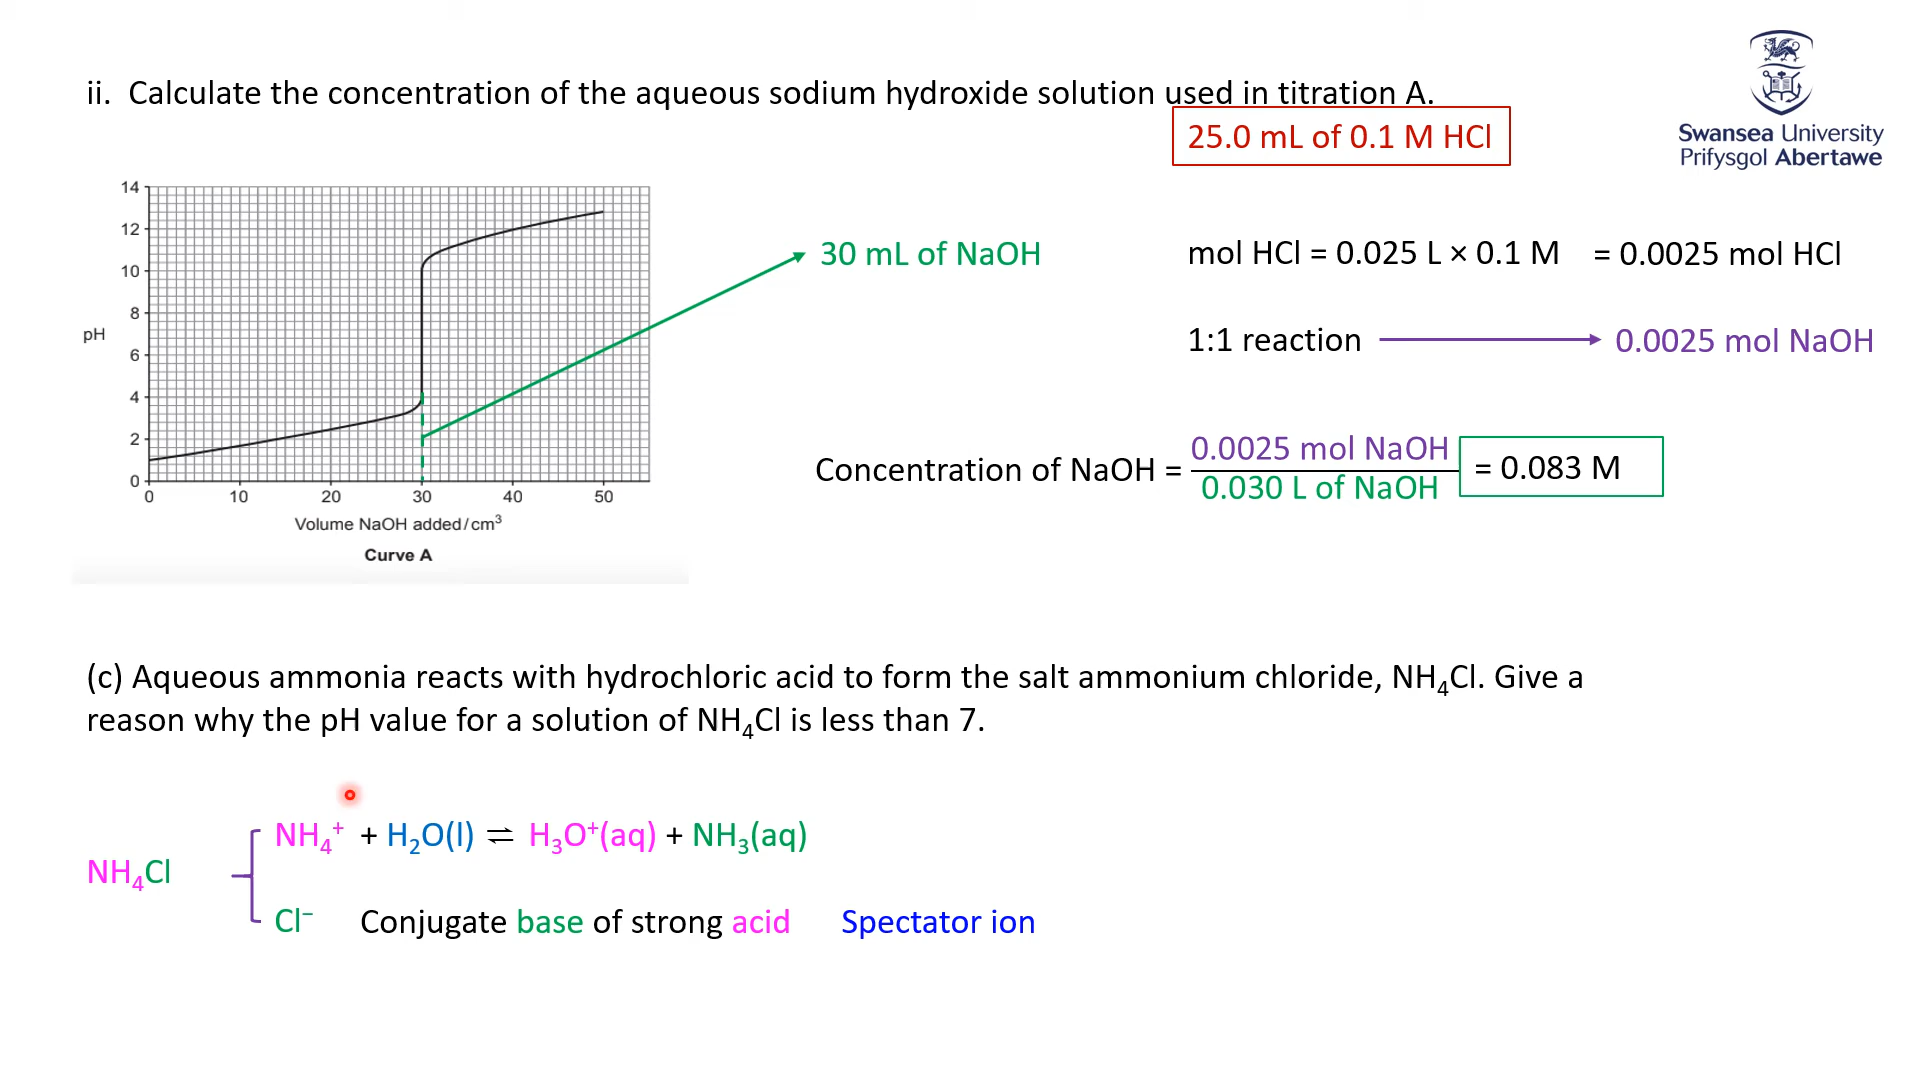 ii. Calculate the concentration of the aqueous sodium hydroxide solution used in titration A.
25.0 mL of 0.1 M HCl
Swansea University
Prifysgol Abertawe
14
12
10
8
6
4
2
0
pH
0 10 20 30 40 50
Volume NaOH added/cm³
Curve A
30 mL of NaOH
mol HCl = 0.025 L × 0.1 M = 0.0025 mol HCl
1:1 reaction 0.0025 mol NaOH
Concentration of NaOH =
0.0025 mol NaOH
0.030 L of NaOH
= 0.083 M
(c) Aqueous ammonia reacts with hydrochloric acid to form the salt ammonium chloride, NH₄Cl. Give a
reason why the pH value for a solution of NH₄Cl is less than 7.
NH₄Cl
NH₄⁺ + H₂O(l) ⇌ H₃O⁺(aq) + NH₃(aq)
Cl⁻ Conjugate base of strong acid Spectator ion